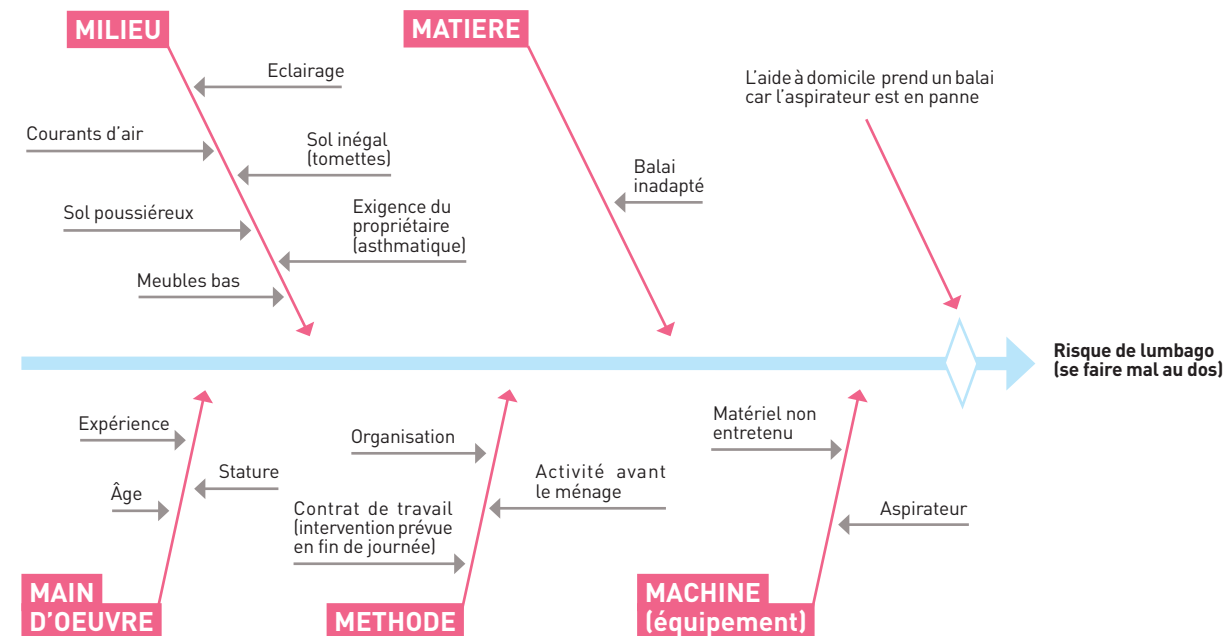 MILIEU
MATIERE
Eclairage
L'aide à domicile prend un balai
car l'aspirateur est en panne
Courants d'air
Sol inégal
(tomettes)
Balai
inadapté
Sol poussiéreux
Exigence du
propriétaire
(asthmatique)
Meubles bas
Risque de lumbago
(se faire mal au dos)
Expérience
Stature
Âge
Organisation
Activité avant
le ménage
Contrat de travail
(intervention prévue
en fin de journée)
Matériel non
entretenu
Aspirateur
MAIN
D'OEUVRE
METHODE
MACHINE
(équipement)